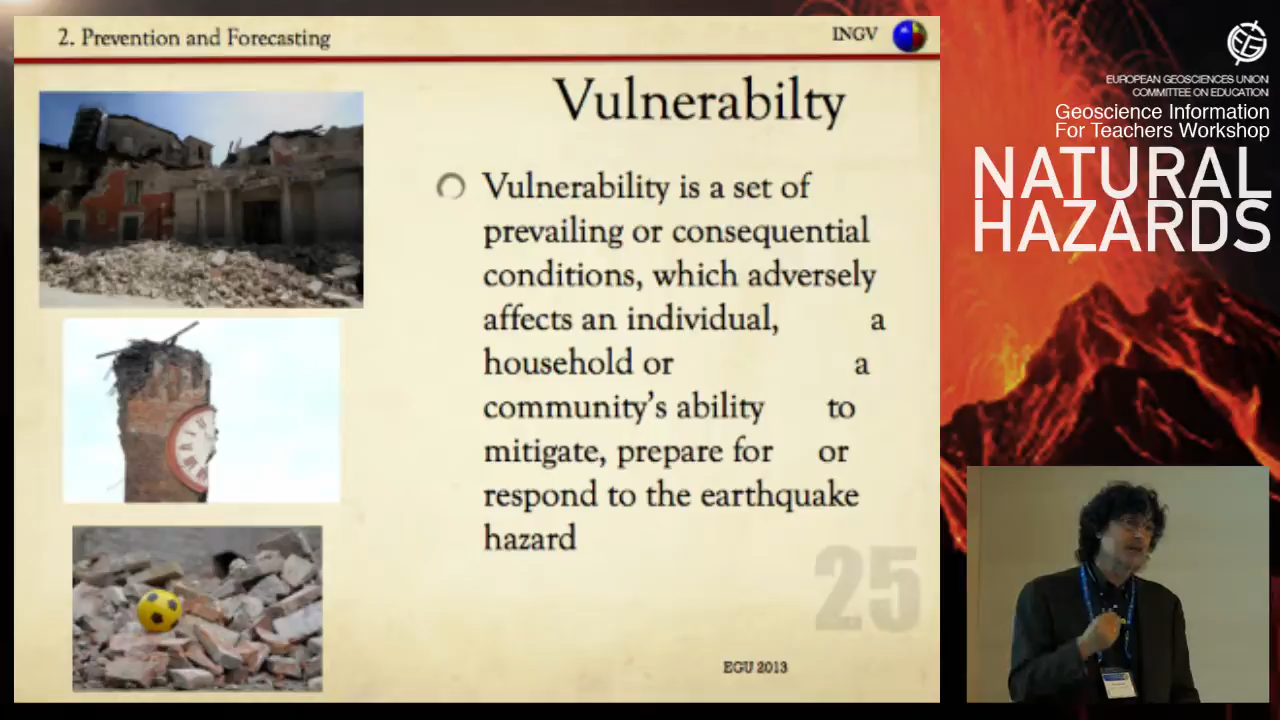 2. Prevention and Forecasting
INGV
Vulnerabilty
Vulnerability is a set of
prevailing or consequential
conditions, which adversely
affects an individual, a
household or a
community's ability to
mitigate, prepare for or
respond to the earthquake
hazard
25
EGU 2013
EUROPEAN GEOSCIENCES UNION
COMMITTEE ON EDUCATION
Geoscience Information
For Teachers Workshop
NATURAL
HAZARDS